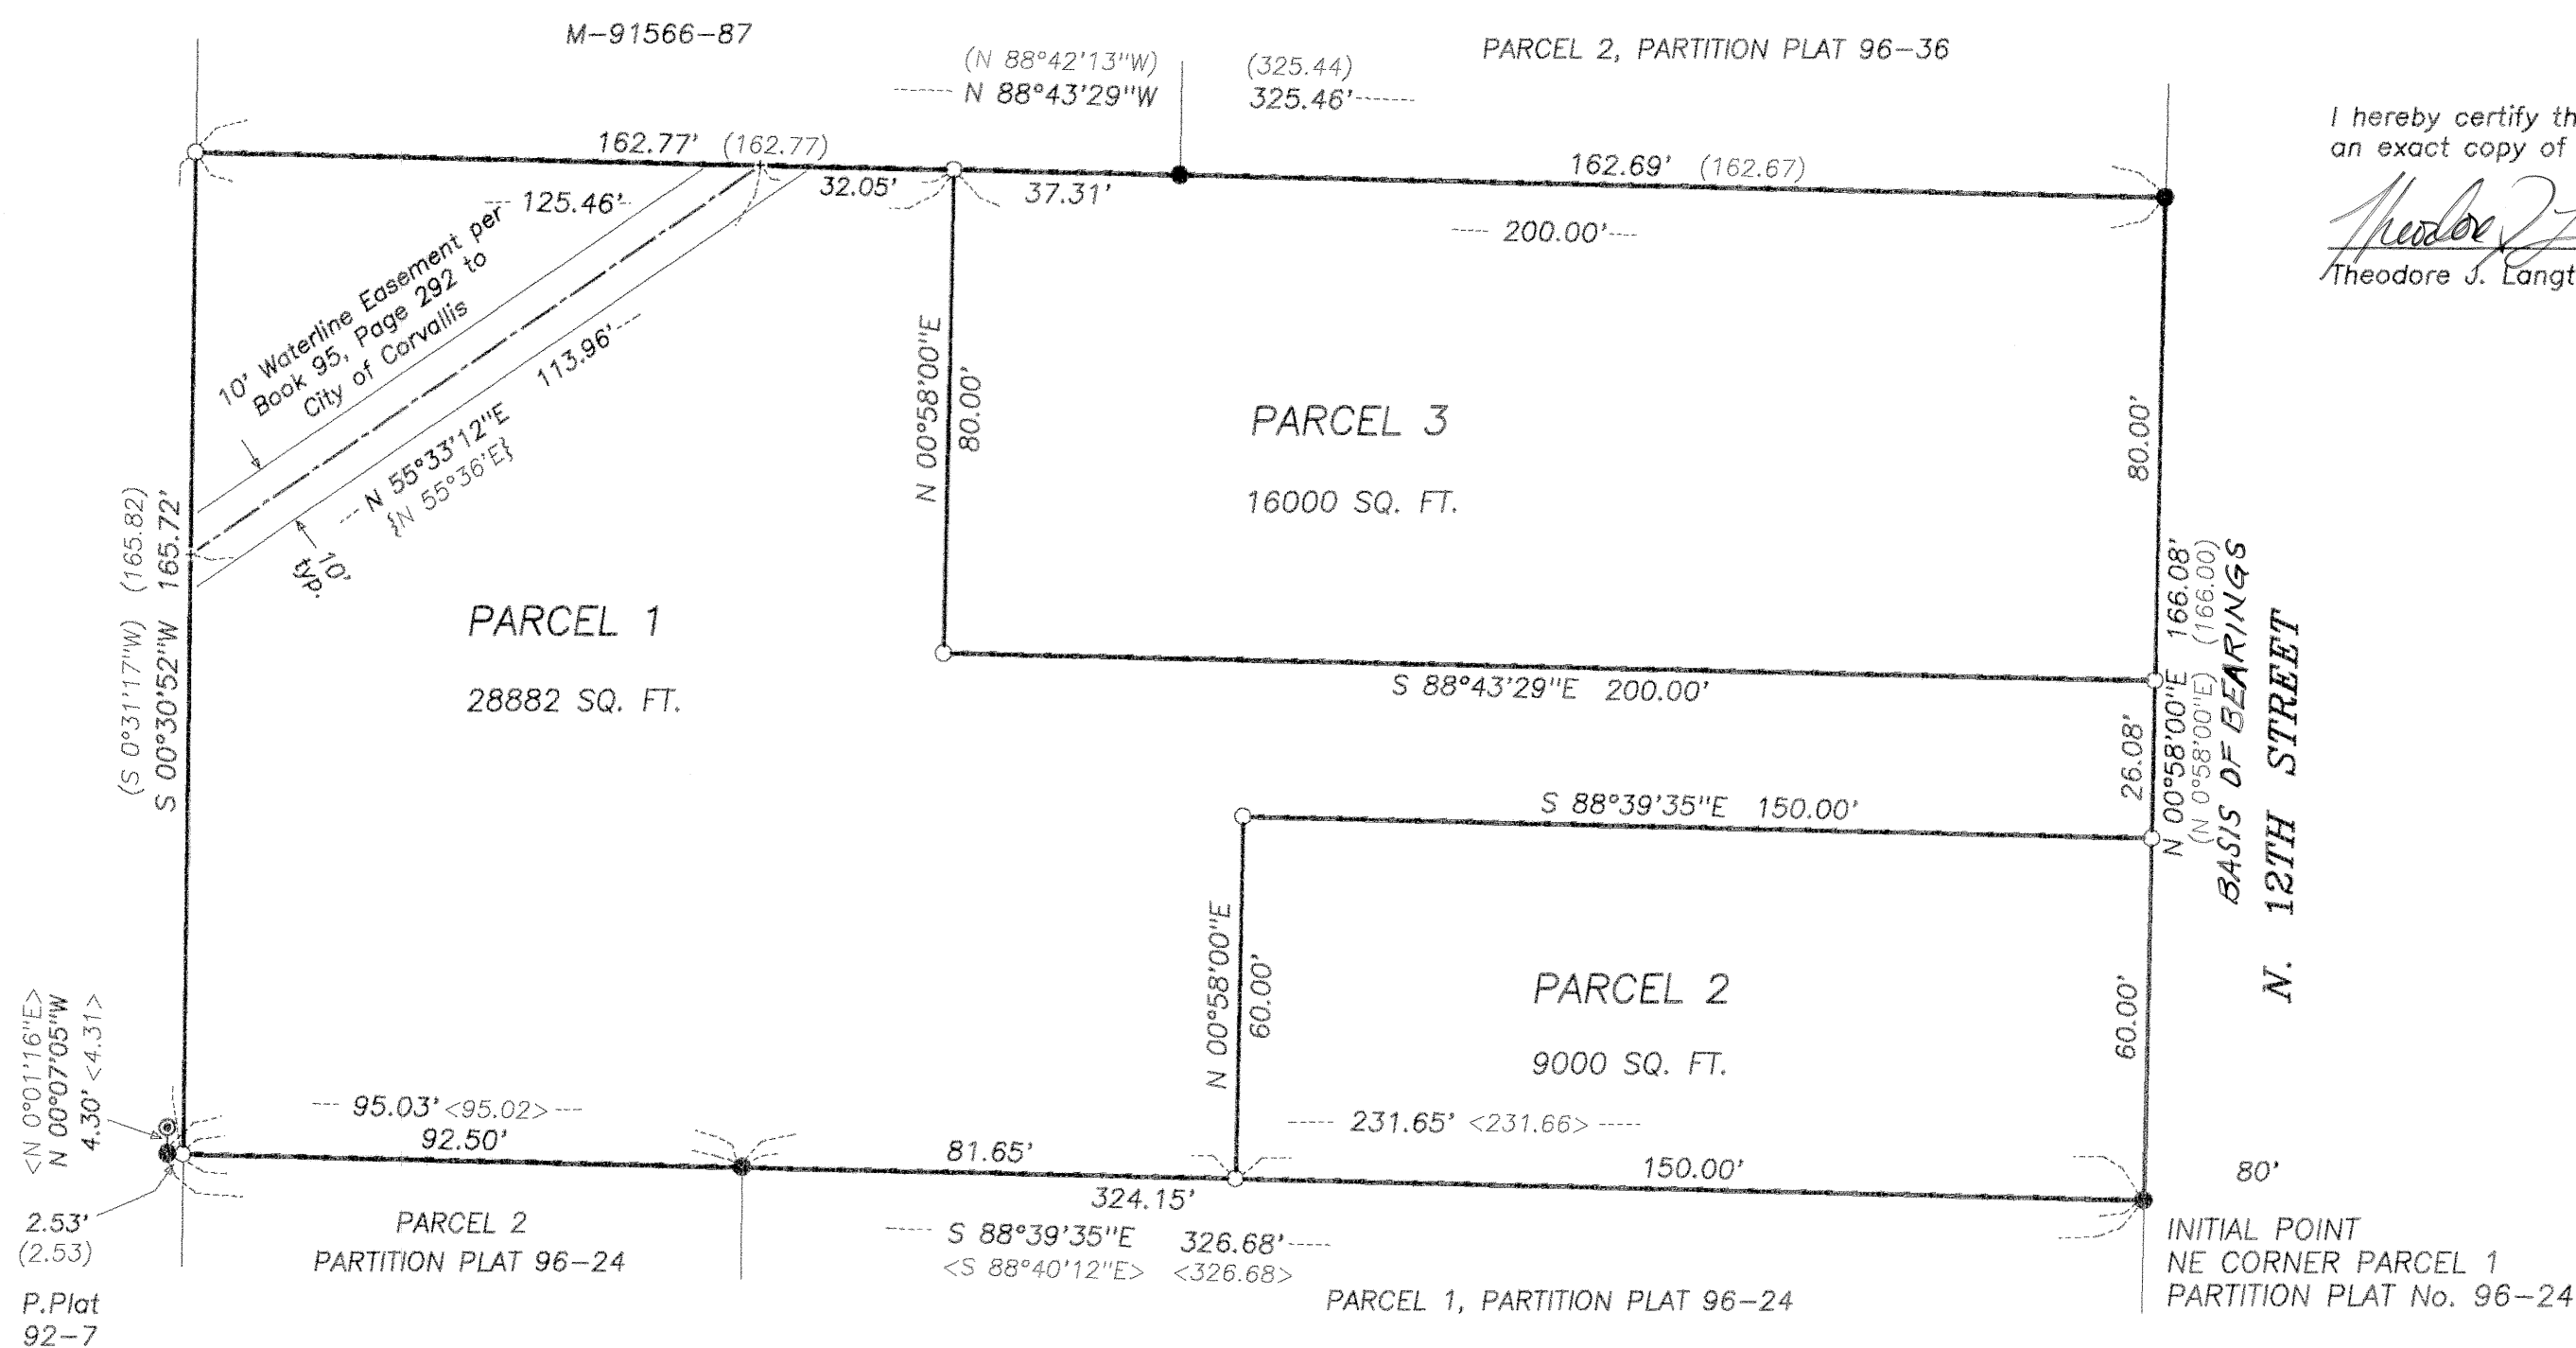 M-91566-87
PARCEL 2, PARTITION PLAT 96-36
(N 88°42'13"W) (325.44)
N 88°43'29"W 325.46'
I hereby certify th
an exact copy of
Theodore J. Langt
162.77' (162.77)
162.69' (162.67)
125.46'
32.05'
37.31'
200.00'
10' Waterline Easement per
Book 95, Page 292 to
City of Corvallis
113.96'
N 55°33'12"E
{N 55°36'E}
10'
typ.
N 00°58'00"E
80.00'
PARCEL 3
16000 SQ. FT.
80.00'
(S 0°31'17"W) (165.82)
S 00°30'52"W 165.72'
PARCEL 1
28882 SQ. FT.
S 88°43'29"E 200.00'
26.08'
N 00°58'00"E 166.08'
(N 0°58'00"E) (166.00)
BASIS OF BEARINGS
N. 12TH STREET
S 88°39'35"E 150.00'
N 00°58'00"E
60.00'
PARCEL 2
9000 SQ. FT.
60.00'
<N 0°01'16"E>
N 00°07'05"W
4.30' <4.31>
95.03' <95.02>
92.50'
231.65' <231.66>
81.65'
150.00'
80'
324.15'
2.53'
(2.53)
PARCEL 2
PARTITION PLAT 96-24
S 88°39'35"E 326.68'
<S 88°40'12"E> <326.68>
INITIAL POINT
NE CORNER PARCEL 1
PARTITION PLAT No. 96-24
PARCEL 1, PARTITION PLAT 96-24
P.Plat
92-7